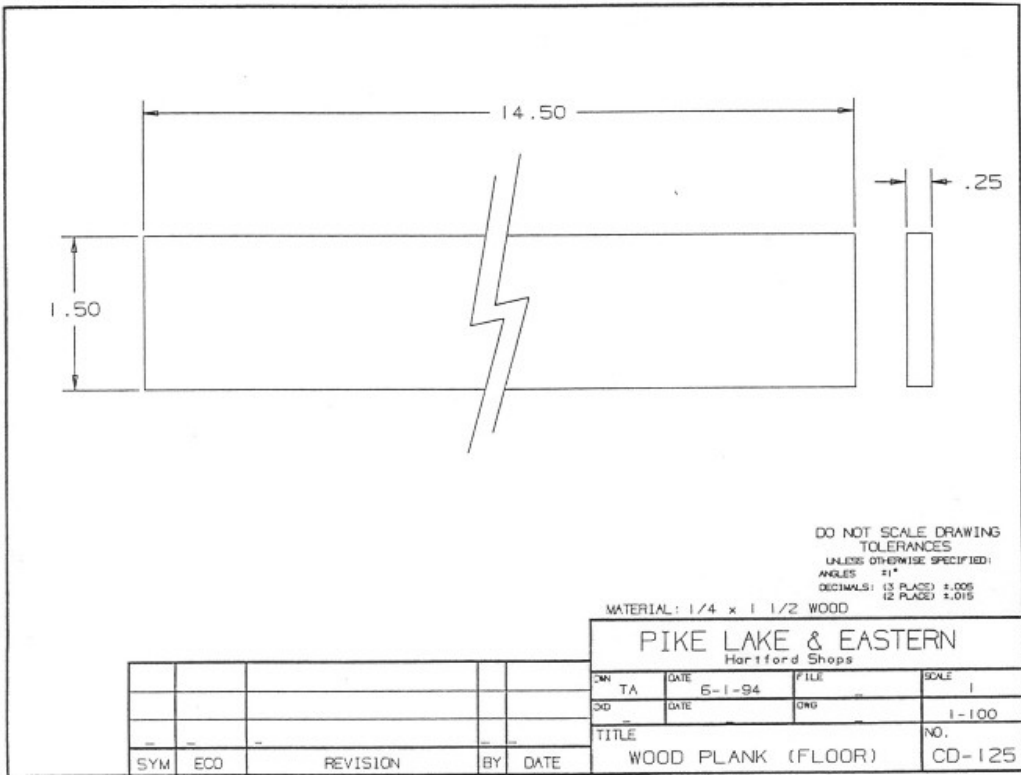 14.50
.25
1.50
DO NOT SCALE DRAWING
TOLERANCES
UNLESS OTHERWISE SPECIFIED:
ANGLES ±1°
DECIMALS: (3 PLACE) ±.005
(2 PLACE) ±.015
MATERIAL: 1/4 x 1 1/2 WOOD
PIKE LAKE & EASTERN
Hartford Shops
DWN TA DATE 6-1-94 FILE - SCALE 1
CKD - DATE - DWG - 1-100
TITLE WOOD PLANK (FLOOR) NO. CD-125
- - - - -
SYM ECO REVISION BY DATE